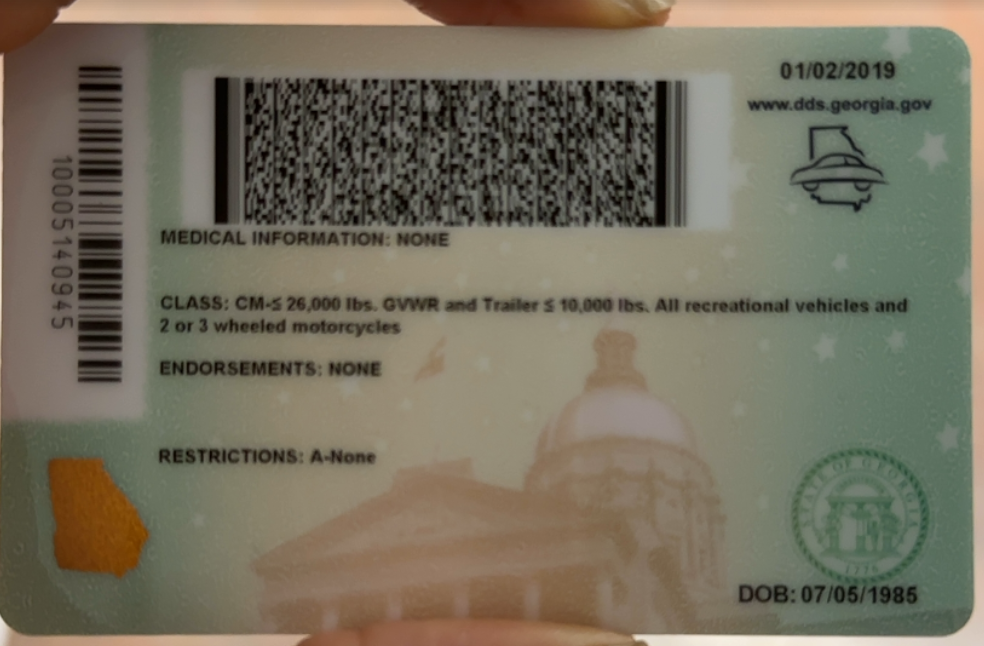 01/02/2019
www.dds.georgia.gov
10005140945
MEDICAL INFORMATION: NONE
CLASS: CM-≤ 26,000 lbs. GVWR and Trailer ≤ 10,000 lbs. All recreational vehicles and
2 or 3 wheeled motorcycles
ENDORSEMENTS: NONE
RESTRICTIONS: A-None
STATE OF GEORGIA
1776
DOB: 07/05/1985